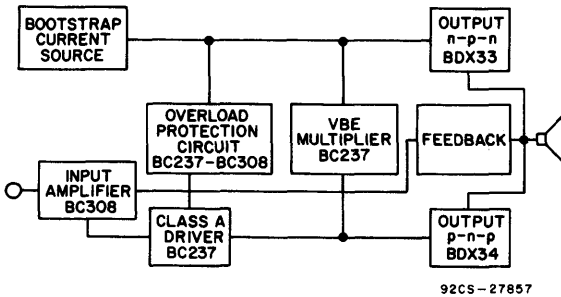 BOOTSTRAP
CURRENT
SOURCE
OUTPUT
n-p-n
BDX33
OVERLOAD
PROTECTION
CIRCUIT
BC237-BC308
VBE
MULTIPLIER
BC237
FEEDBACK
INPUT
AMPLIFIER
BC308
CLASS A
DRIVER
BC237
OUTPUT
p-n-p
BDX34
92CS-27857